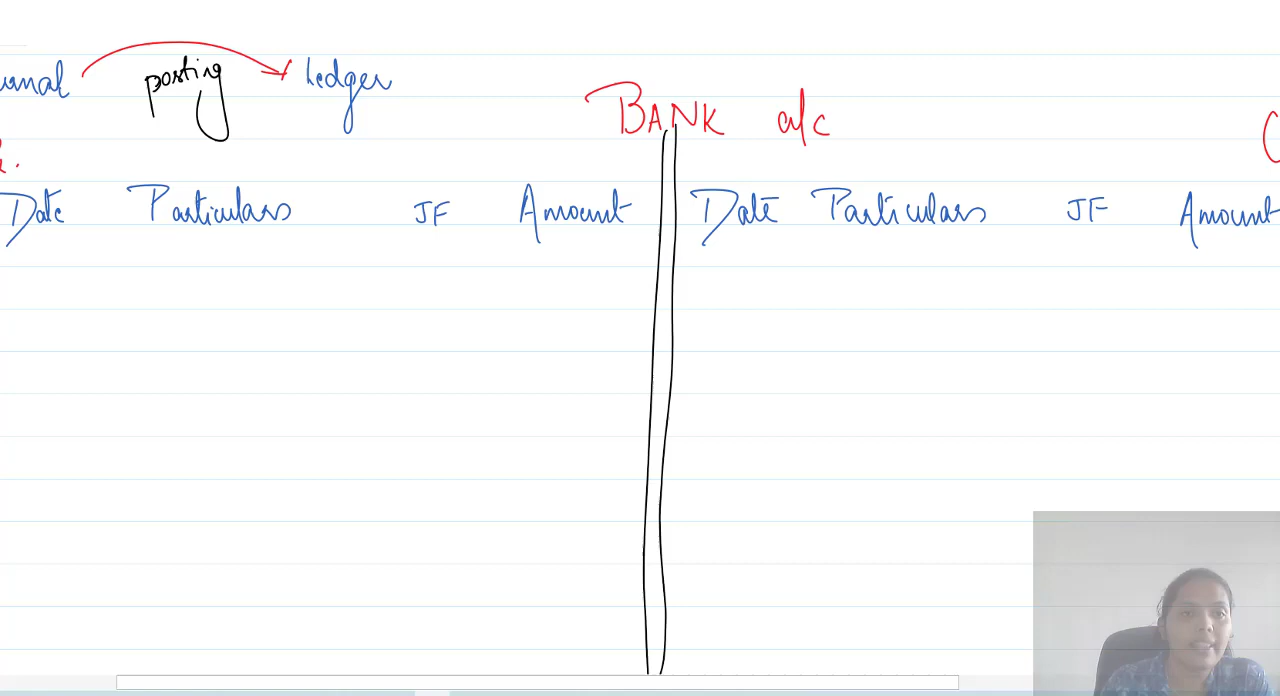 posting Ledger
BANK a/c
Date Particulars JF Amount Date Particulars JF Amount